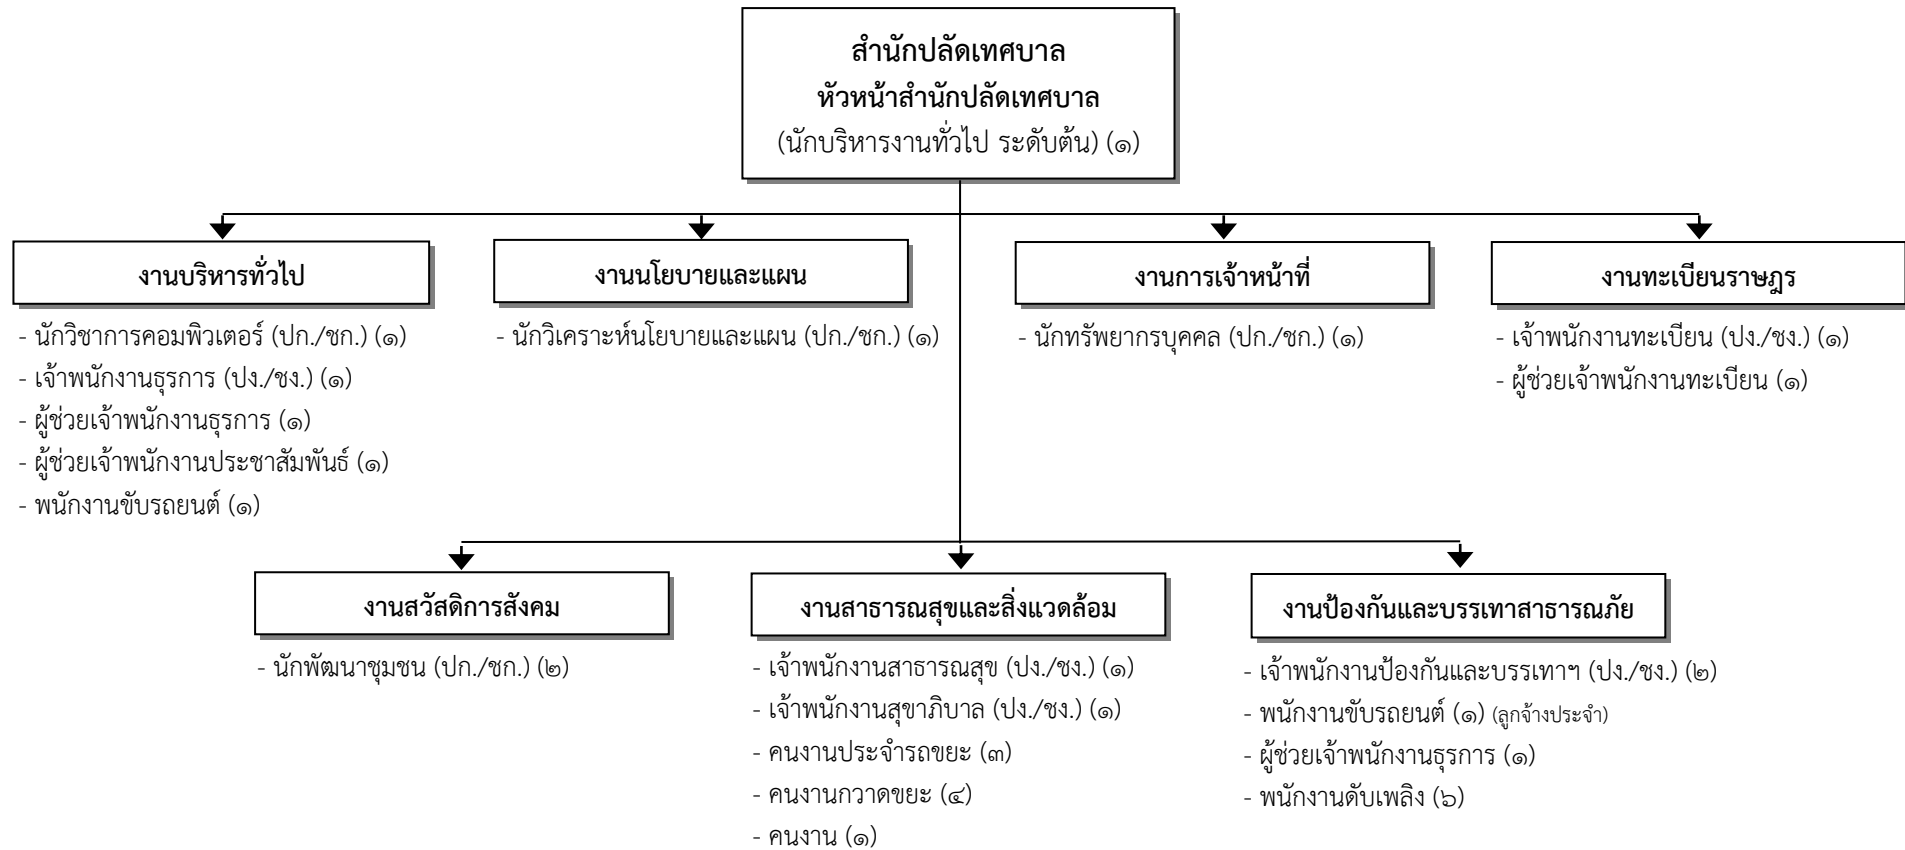 สำนักปลัดเทศบาล
หัวหน้าสำนักปลัดเทศบาล
(นักบริหารงานทั่วไป ระดับต้น) (๑)
งานบริหารทั่วไป
- นักวิชาการคอมพิวเตอร์ (ปก./ชก.) (๑)
- เจ้าพนักงานธุรการ (ปง./ชง.) (๑)
- ผู้ช่วยเจ้าพนักงานธุรการ (๑)
- ผู้ช่วยเจ้าพนักงานประชาสัมพันธ์ (๑)
- พนักงานขับรถยนต์ (๑)
งานนโยบายและแผน
- นักวิเคราะห์นโยบายและแผน (ปก./ชก.) (๑)
งานการเจ้าหน้าที่
- นักทรัพยากรบุคคล (ปก./ชก.) (๑)
งานทะเบียนราษฎร
- เจ้าพนักงานทะเบียน (ปง./ชง.) (๑)
- ผู้ช่วยเจ้าพนักงานทะเบียน (๑)
งานสวัสดิการสังคม
- นักพัฒนาชุมชน (ปก./ชก.) (๒)
งานสาธารณสุขและสิ่งแวดล้อม
- เจ้าพนักงานสาธารณสุข (ปง./ชง.) (๑)
- เจ้าพนักงานสุขาภิบาล (ปง./ชง.) (๑)
- คนงานประจำรถขยะ (๓)
- คนงานกวาดขยะ (๔)
- คนงาน (๑)
งานป้องกันและบรรเทาสาธารณภัย
- เจ้าพนักงานป้องกันและบรรเทาฯ (ปง./ชง.) (๒)
- พนักงานขับรถยนต์ (๑) (ลูกจ้างประจำ)
- ผู้ช่วยเจ้าพนักงานธุรการ (๑)
- พนักงานดับเพลิง (๖)